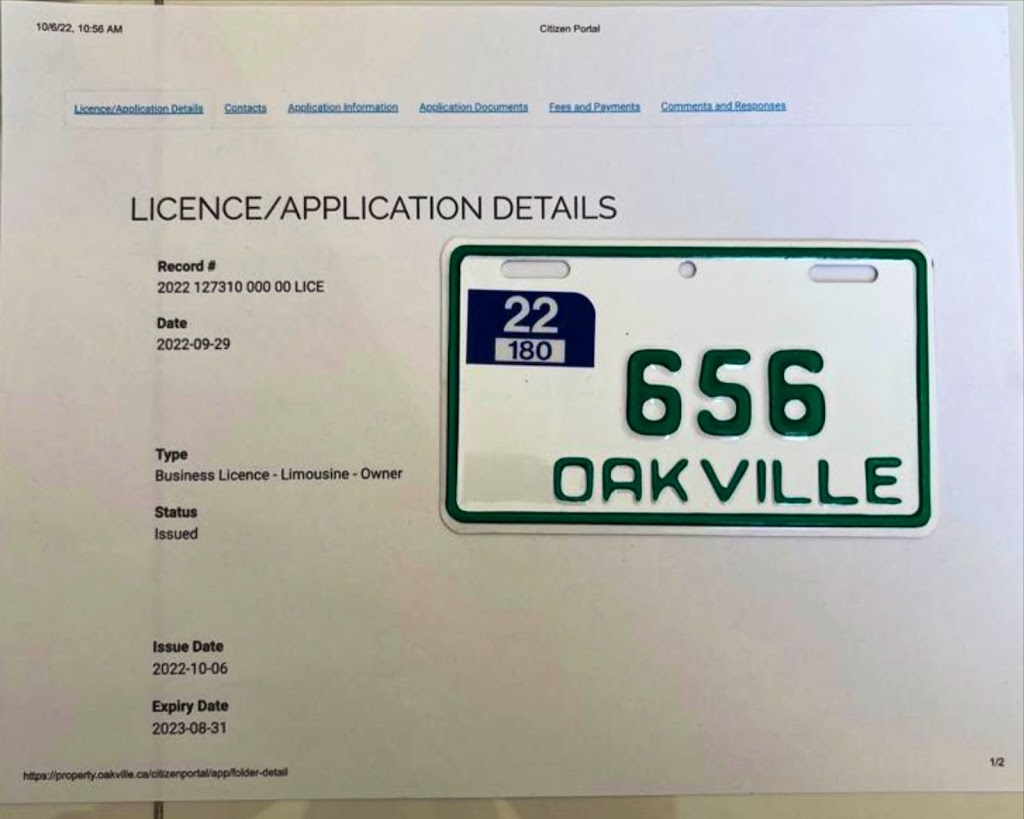 10/6/22, 10:56 AM
Citizen Portal
Licence/Application Details Contacts Application Information Application Documents Fees and Payments Comments and Responses
LICENCE/APPLICATION DETAILS
Record #
2022 127310 000 00 LICE
Date
2022-09-29
22
180
656
OAKVILLE
Type
Business Licence - Limousine - Owner
Status
Issued
Issue Date
2022-10-06
Expiry Date
2023-08-31
https://property.oakville.ca/citizenportal/app/folder-detail
1/2